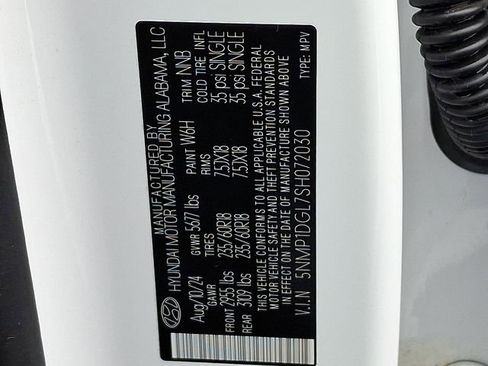 MANUFACTURED BY
HYUNDAI MOTOR MANUFACTURING ALABAMA, LLC
Aug/10/24 GVWR 5677 lbs PAINT W6H TRIM NNB
GAWR TIRES RIMS COLD TIRE INFL
FRONT 2955 lbs 235/60R18 7.5JX18 35 psi SINGLE
REAR 3109 lbs 235/60R18 7.5JX18 35 psi SINGLE
THIS VEHICLE CONFORMS TO ALL APPLICABLE U.S.A. FEDERAL
MOTOR VEHICLE SAFETY AND THEFT PREVENTION STANDARDS
IN EFFECT ON THE DATE OF MANUFACTURE SHOWN ABOVE
V.I.N 5NMP1DGL7SH072030 TYPE: MPV